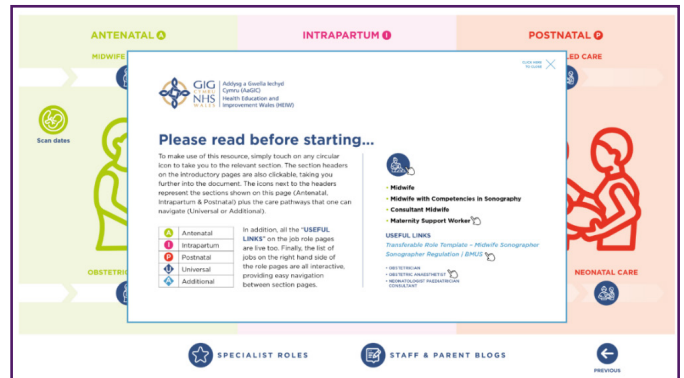 ANTENATAL A
INTRAPARTUM I
POSTNATAL P
MIDWIFE
LED CARE
CLICK HERE
TO CLOSE
GIG
CYMRU
NHS
WALES
Addysg a Gwella Iechyd
Cymru (AaGIC)
Health Education and
Improvement Wales (HEIW)
Scan dates
Please read before starting...
To make use of this resource, simply touch on any circular
icon to take you to the relevant section. The section headers
on the introductory pages are also clickable, taking you
further into the document. The icons next to the headers
represent the sections shown on this page (Antenatal,
Intrapartum & Postnatal) plus the care pathways that one can
navigate (Universal or Additional).
A Antenatal
I Intrapartum
P Postnatal
U Universal
A Additional
In addition, all the "USEFUL
LINKS" on the job role pages
are live too. Finally, the list of
jobs on the right hand side of
the role pages are all interactive,
providing easy navigation
between section pages.
• Midwife
• Midwife with Competencies in Sonography
• Consultant Midwife
• Maternity Support Worker
USEFUL LINKS
Transferable Role Template – Midwife Sonographer
Sonographer Regulation | BMUS
• OBSTETRICIAN
• OBSTETRIC ANAESTHETIST
• NEONATOLOGIST PAEDIATRICIAN
CONSULTANT
OBSTETRIC
NEONATAL CARE
SPECIALIST ROLES
STAFF & PARENT BLOGS
PREVIOUS